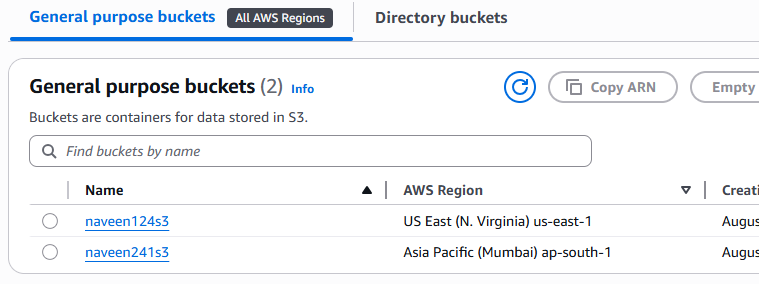 General purpose buckets All AWS Regions Directory buckets
General purpose buckets (2) Info
Copy ARN Empty
Buckets are containers for data stored in S3.
Find buckets by name
Name AWS Region Creati
naveen124s3 US East (N. Virginia) us-east-1 Augus
naveen241s3 Asia Pacific (Mumbai) ap-south-1 Augus